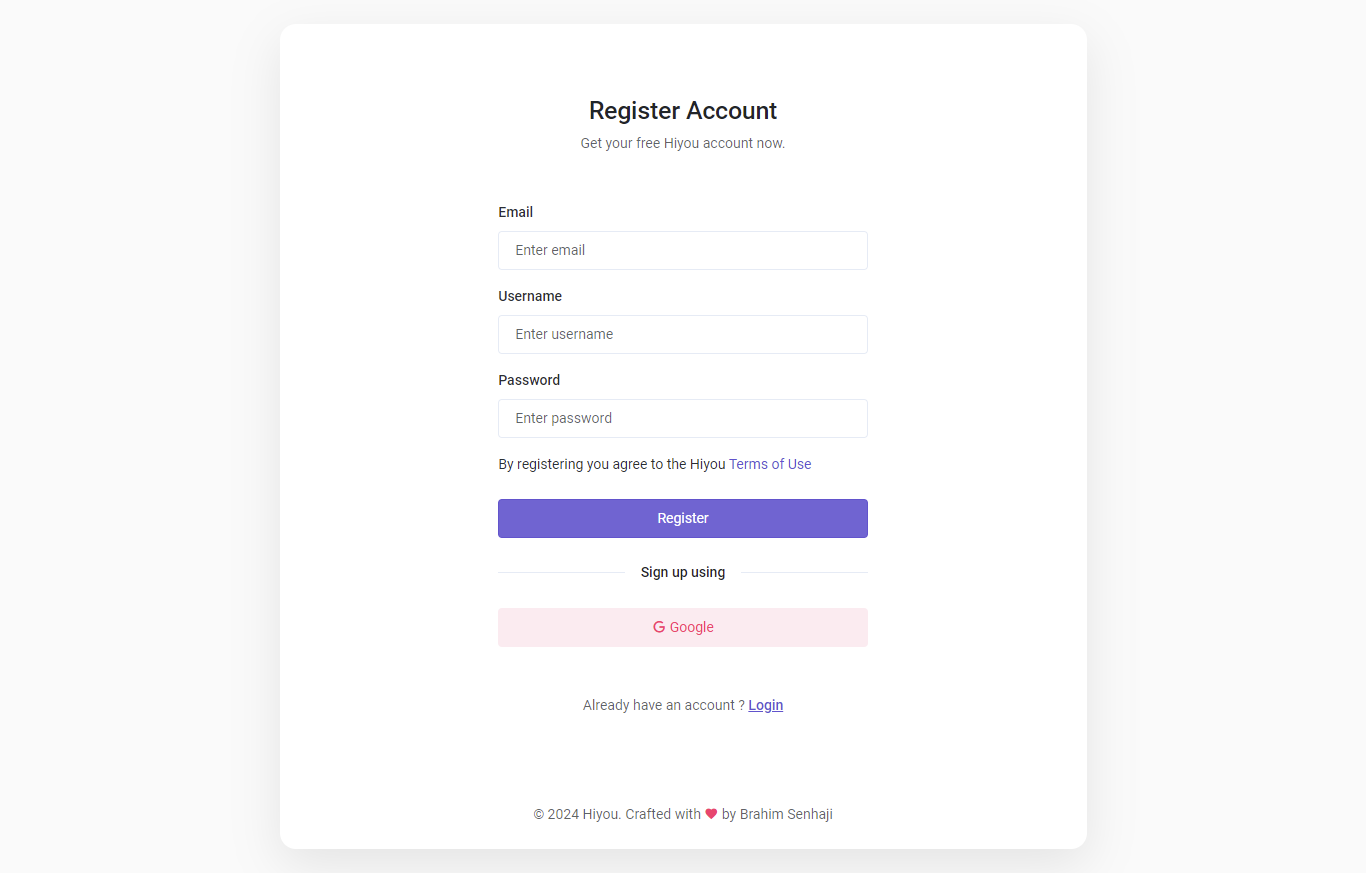 Register Account
Get your free Hiyou account now.
Email
Enter email
Username
Enter username
Password
Enter password
By registering you agree to the Hiyou Terms of Use
Register
Sign up using
Google
Already have an account ? Login
© 2024 Hiyou. Crafted with ❤ by Brahim Senhaji